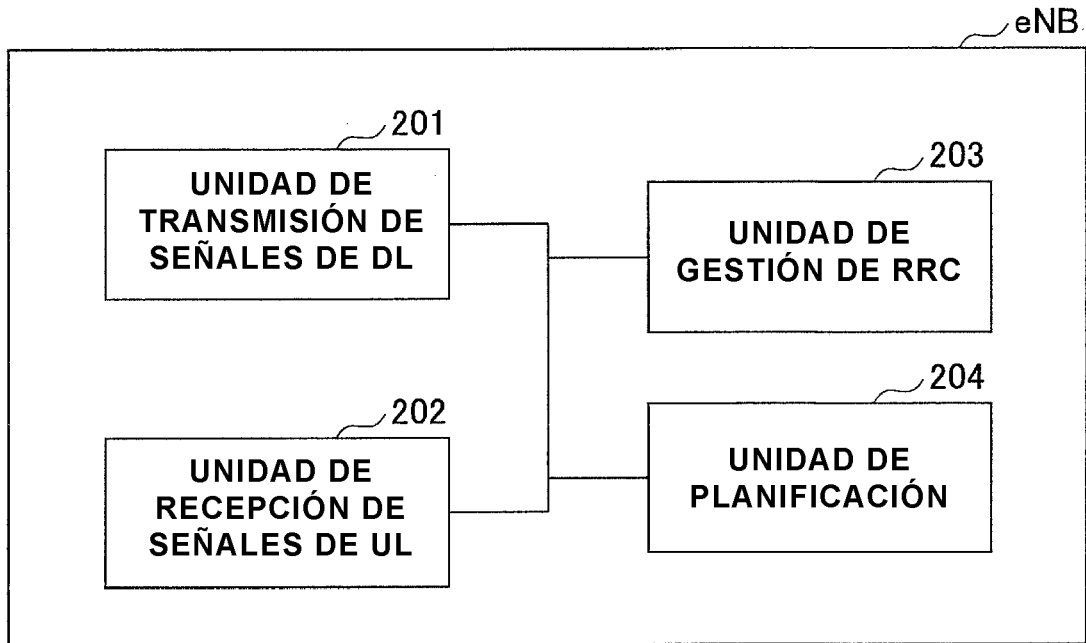 eNB
201
UNIDAD DE
TRANSMISIÓN DE
SEÑALES DE DL
203
UNIDAD DE
GESTIÓN DE RRC
202
UNIDAD DE
RECEPCIÓN DE
SEÑALES DE UL
204
UNIDAD DE
PLANIFICACIÓN